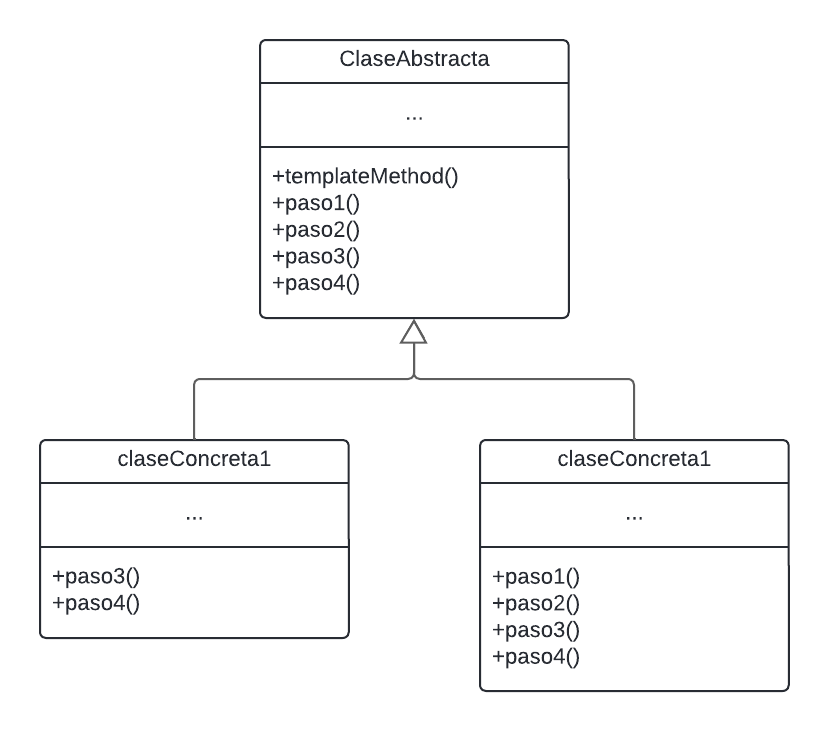 ClaseAbstracta
...
+templateMethod()
+paso1()
+paso2()
+paso3()
+paso4()
claseConcreta1
...
+paso3()
+paso4()
claseConcreta1
...
+paso1()
+paso2()
+paso3()
+paso4()